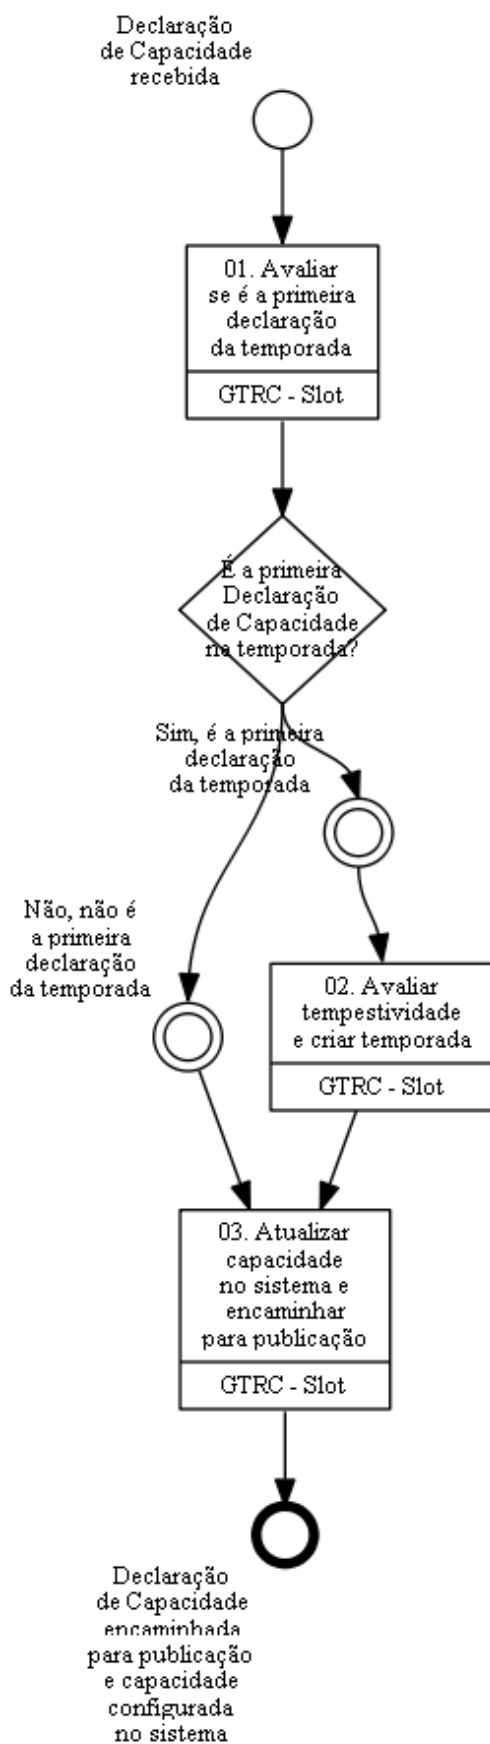 Declaração
de Capacidade
recebida
01. Avaliar
se é a primeira
declaração
da temporada
GTRC - Slot
É a primeira
Declaração
de Capacidade
na temporada?
Sim, é a primeira
declaração
da temporada
Não, não é
a primeira
declaração
da temporada
02. Avaliar
tempestividade
e criar temporada
GTRC - Slot
03. Atualizar
capacidade
no sistema e
encaminhar
para publicação
GTRC - Slot
Declaração
de Capacidade
encaminhada
para publicação
e capacidade
configurada
no sistema